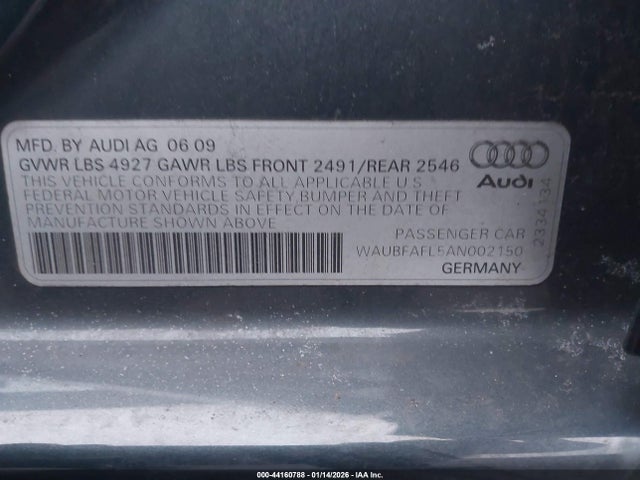 MFD. BY AUDI AG 06 09
GVWR LBS 4927 GAWR LBS FRONT 2491/REAR 2546
THIS VEHICLE CONFORMS TO ALL APPLICABLE U S
FEDERAL MOTOR VEHICLE SAFETY, BUMPER AND THEFT
PREVENTION STANDARDS IN EFFECT ON THE DATE OF
MANUFACTURE SHOWN ABOVE
Audi
PASSENGER CAR
WAUBFAFL5AN002150
GERMANY
2334134
000-44160788 - 01/14/2026 - IAA Inc.